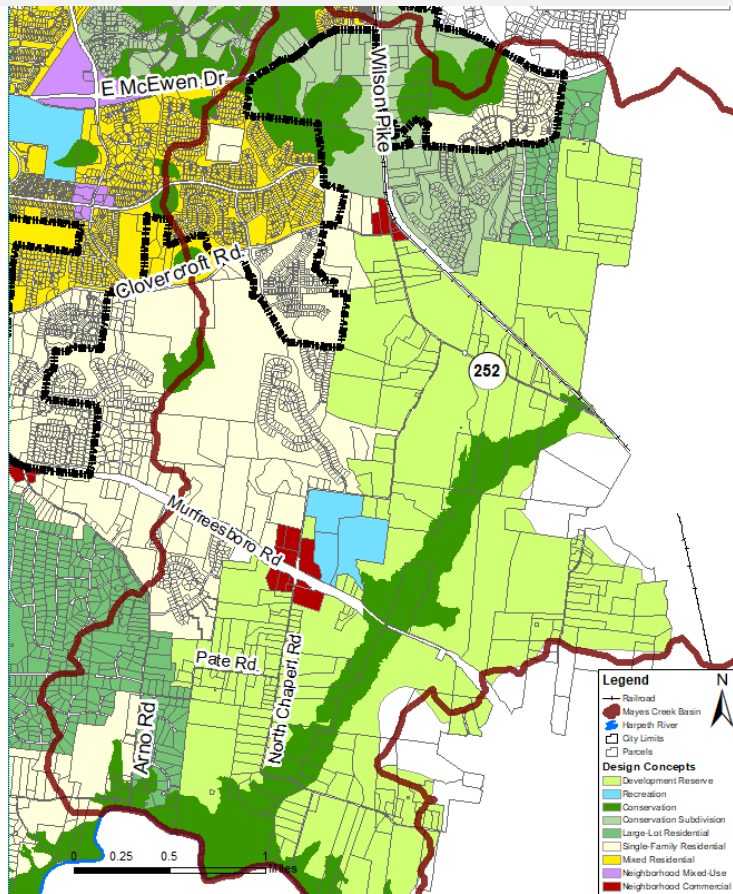 E McEwen Dr
Wilson Pike
Clovercroft Rd.
252
Murfreesboro Rd
Pate Rd.
North Chaperl Rd
Arno Rd
0 0.25 0.5 1
Miles
N
Legend
Railroad
Mayes Creek Basin
Harpeth River
City Limits
Parcels
Design Concepts
Development Reserve
Recreation
Conservation
Conservation Subdivision
Large-Lot Residential
Single-Family Residential
Mixed Residential
Neighborhood Mixed-Use
Neighborhood Commercial